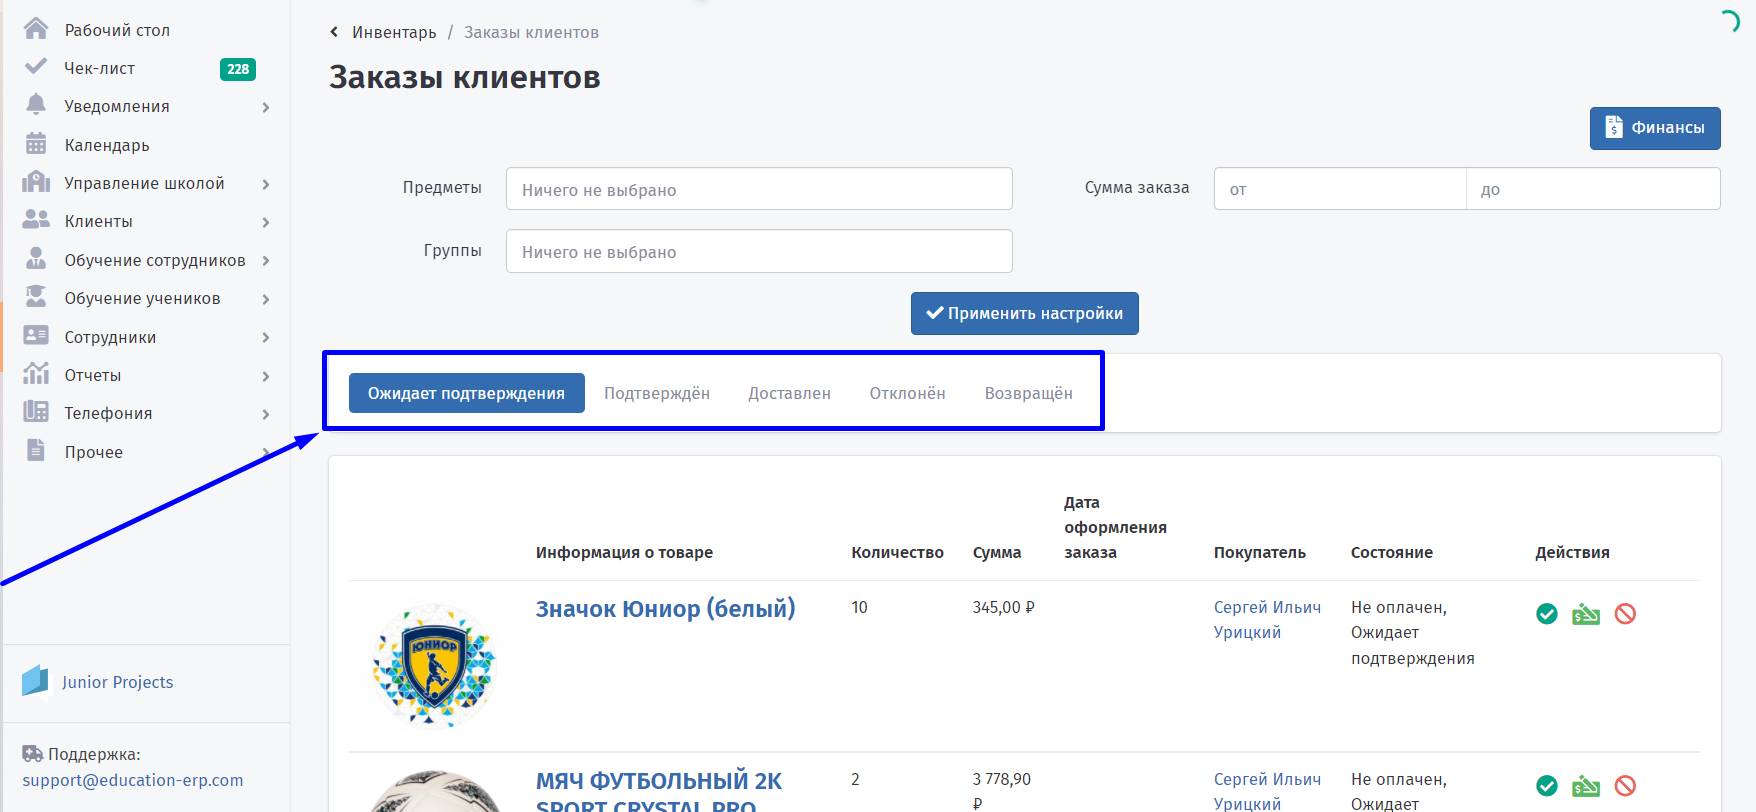 Рабочий стол
Чек-лист
228
Уведомления
Календарь
Управление школой
Клиенты
Обучение сотрудников
Обучение учеников
Сотрудники
Отчеты
Телефония
Прочее
Junior Projects
Поддержка:
support@education-erp.com
Инвентарь / Заказы клиентов
Заказы клиентов
Финансы
Предметы
Ничего не выбрано
Сумма заказа
от
до
Группы
Ничего не выбрано
Применить настройки
Ожидает подтверждения
Подтверждён
Доставлен
Отклонён
Возвращён
Информация о товаре
Количество
Сумма
Дата
оформления
заказа
Покупатель
Состояние
Действия
ЮНИОР
Значок Юниор (белый)
10
345,00 ₽
Сергей Ильич
Урицкий
Не оплачен,
Ожидает
подтверждения
МЯЧ ФУТБОЛЬНЫЙ 2K
SPORT CRYSTAL PRO
2
3 778,90
₽
Сергей Ильич
Урицкий
Не оплачен,
Ожидает